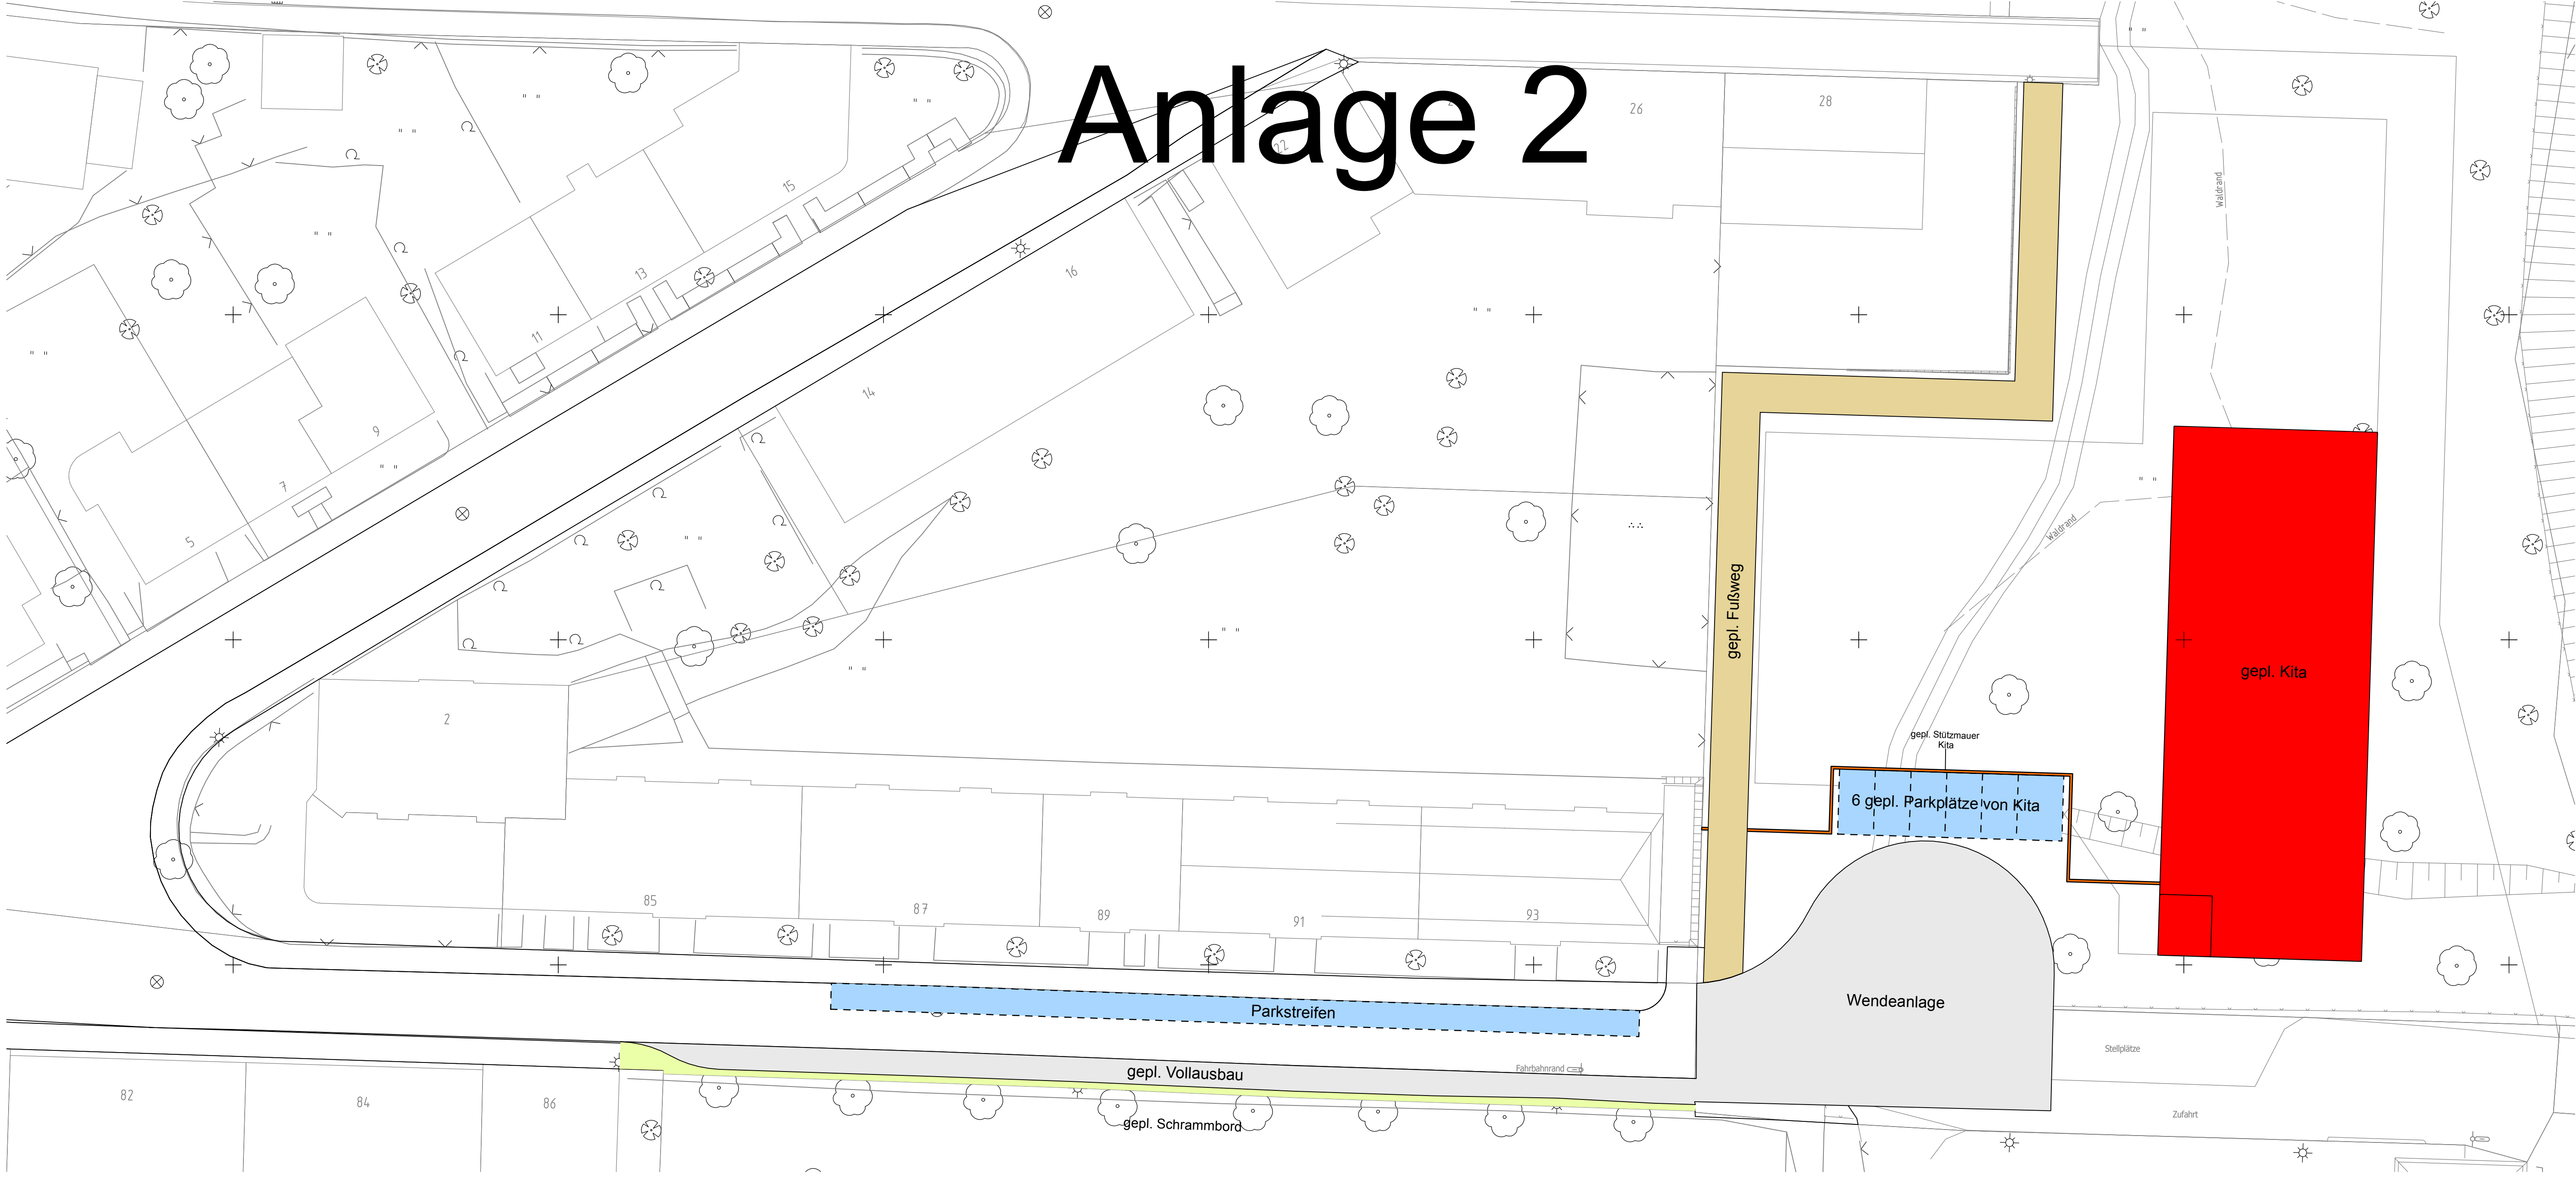 Anlage 2
22
26
28
15
13
11
16
14
9
7
5
2
Waldrand
Waldrand
gepl. Fußweg
gepl. Kita
gepl. Stützmauer
Kita
6 gepl. Parkplätze von Kita
85
87
89
91
93
Wendeanlage
Parkstreifen
Stellplätze
Fahrbahnrand
gepl. Vollausbau
82
84
86
gepl. Schrammbord
Zufahrt